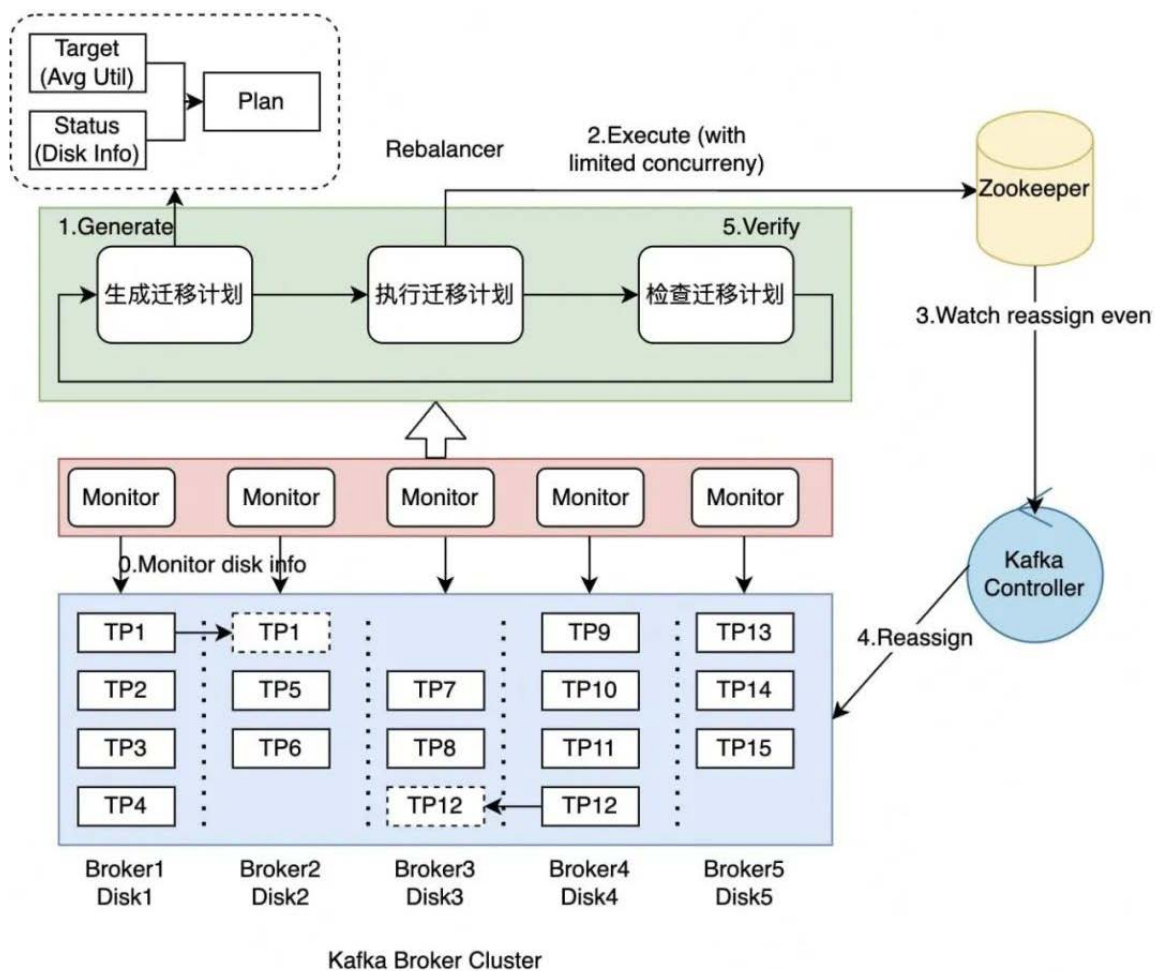 Target
(Avg Util)
Status
(Disk Info)
Plan
Rebalancer
2.Execute (with
limited concurreny)
Zookeeper
1.Generate
5.Verify
生成迁移计划
执行迁移计划
检查迁移计划
3.Watch reassign even
Monitor
Monitor
Monitor
Monitor
Monitor
0.Monitor disk info
Kafka
Controller
4.Reassign
TP1
TP1
TP9
TP13
TP2
TP5
TP7
TP10
TP14
TP3
TP6
TP8
TP11
TP15
TP4
TP12
TP12
Broker1
Disk1
Broker2
Disk2
Broker3
Disk3
Broker4
Disk4
Broker5
Disk5
Kafka Broker Cluster